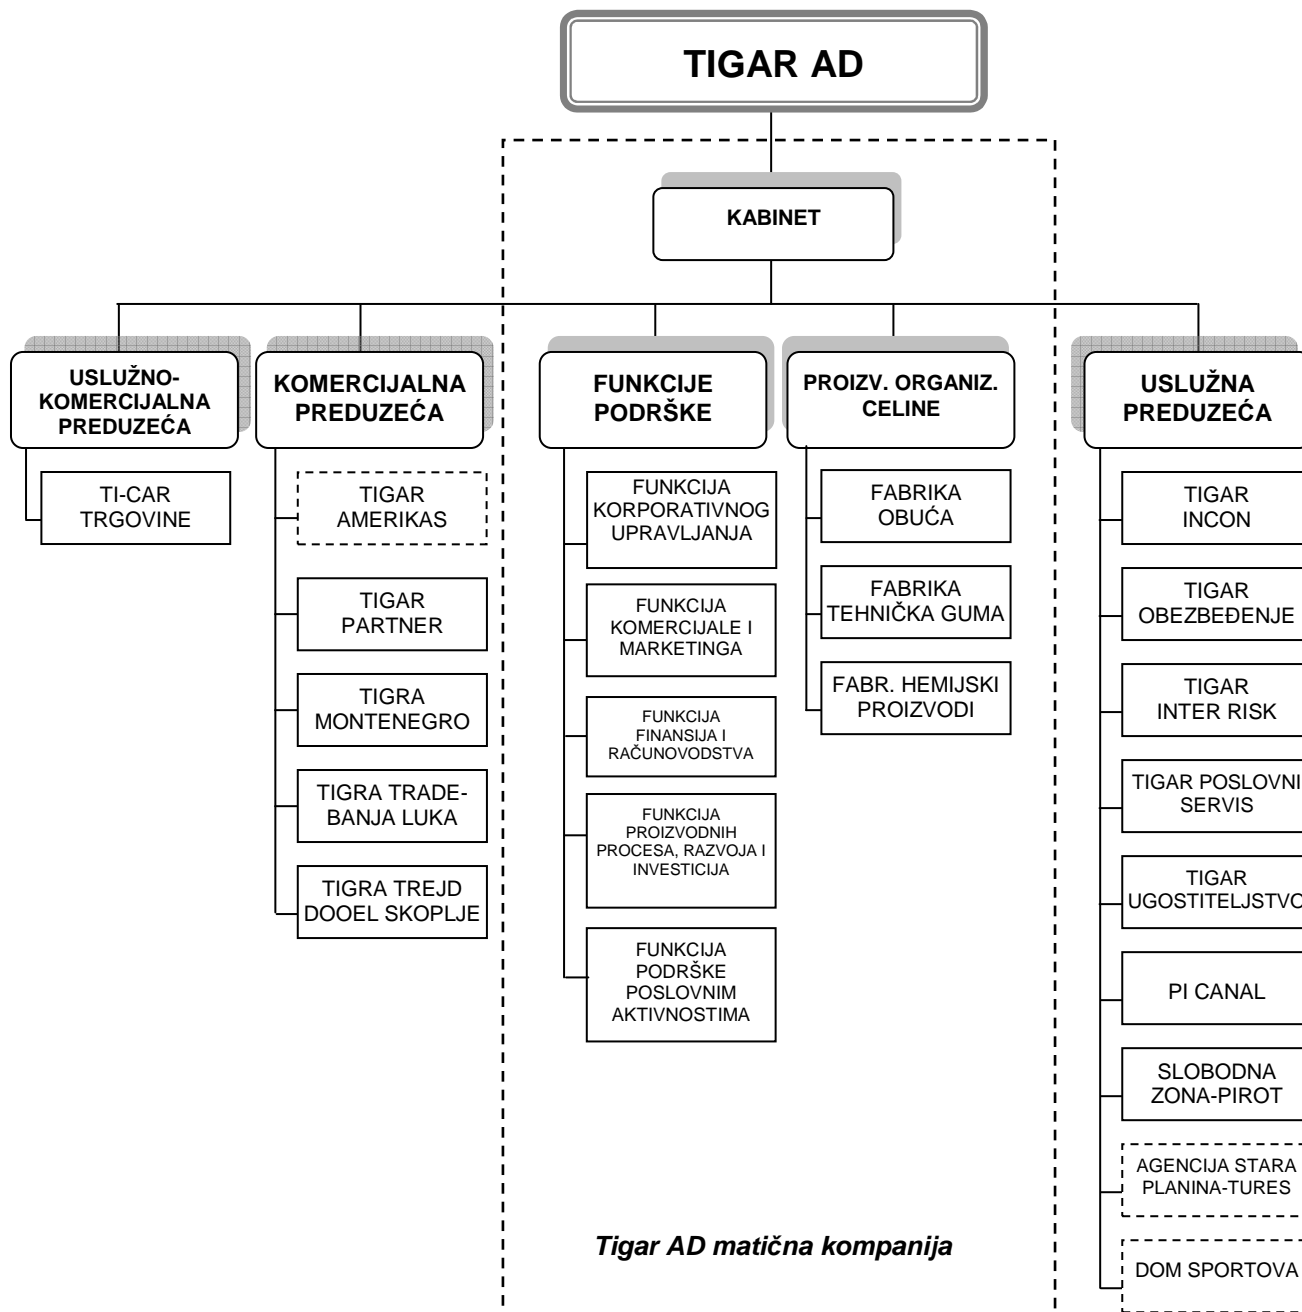 TIGAR AD
KABINET
USLUŽNO-
KOMERCIJALNA
PREDUZEĆA
TI-CAR
TRGOVINE
KOMERCIJALNA
PREDUZEĆA
TIGAR
AMERIKAS
TIGAR
PARTNER
TIGRA
MONTENEGRO
TIGRA TRADE-
BANJA LUKA
TIGRA TREJD
DOOEL SKOPLJE
FUNKCIJE
PODRŠKE
FUNKCIJA
KORPORATIVNOG
UPRAVLJANJA
FUNKCIJA
KOMERCIJALE I
MARKETINGA
FUNKCIJA
FINANSIJA I
RAČUNOVODSTVA
FUNKCIJA
PROIZVODNIH
PROCESA, RAZVOJA I
INVESTICIJA
FUNKCIJA
PODRŠKE
POSLOVNIM
AKTIVNOSTIMA
PROIZV. ORGANIZ.
CELINE
FABRIKA
OBUĆA
FABRIKA
TEHNIČKA GUMA
FABR. HEMIJSKI
PROIZVODI
USLUŽNA
PREDUZEĆA
TIGAR
INCON
TIGAR
OBEZBEĐENJE
TIGAR
INTER RISK
TIGAR POSLOVNI
SERVIS
TIGAR
UGOSTITELJSTVO
PI CANAL
SLOBODNA
ZONA-PIROT
AGENCIJA STARA
PLANINA-TURES
DOM SPORTOVA
Tigar AD matična kompanija